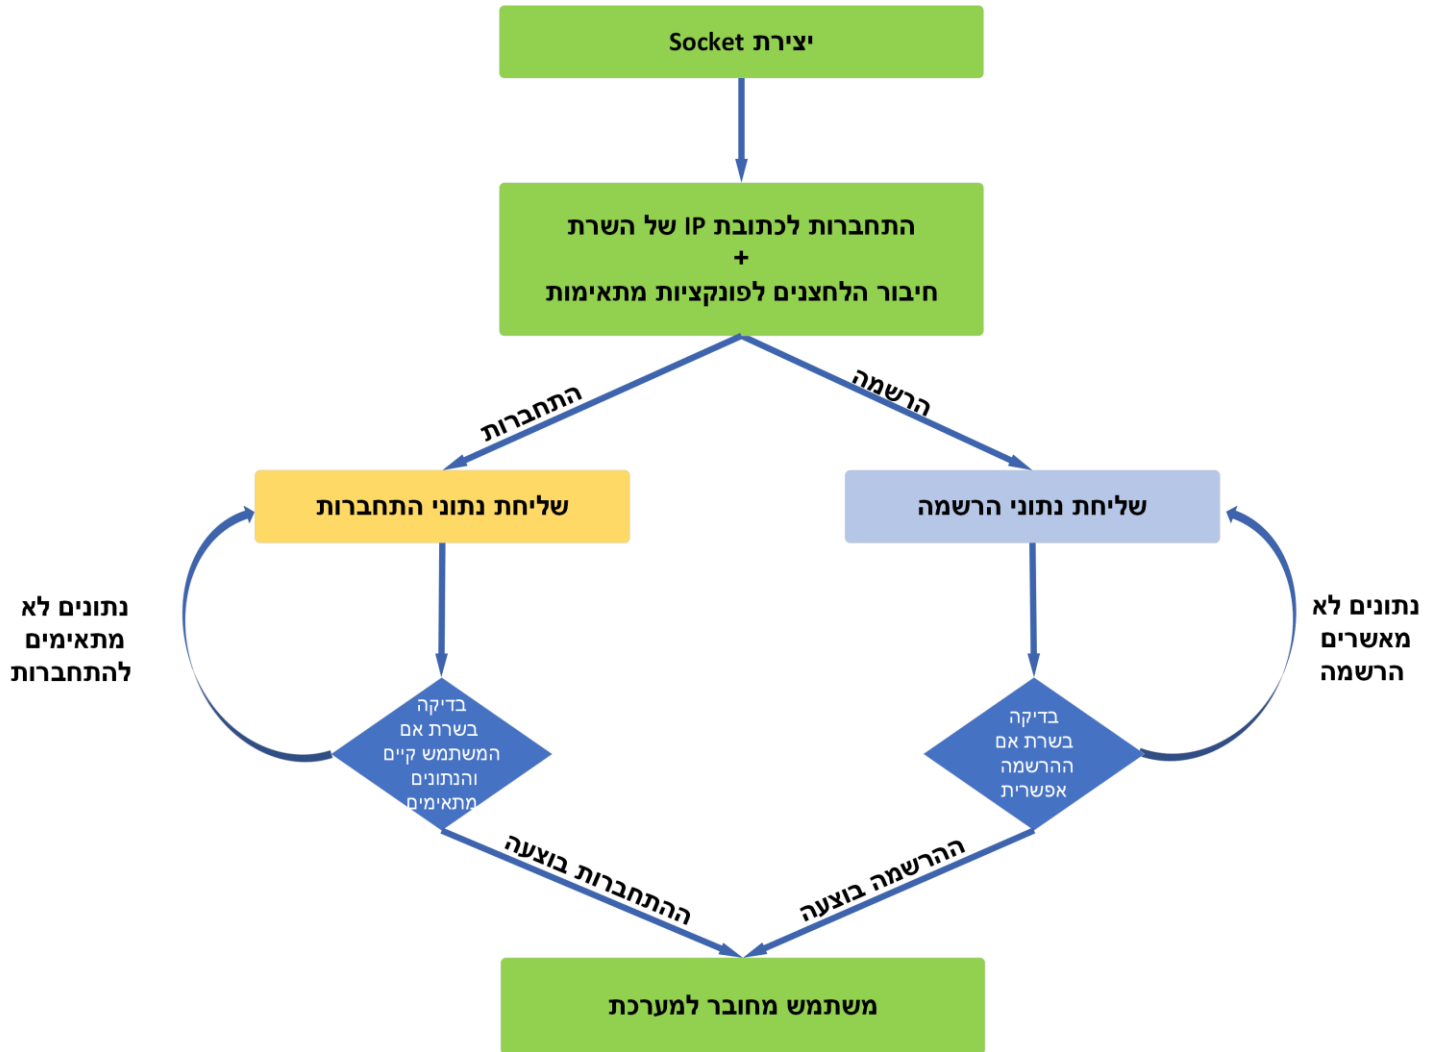 יצירת Socket
התחברות לכתובת IP של השרת
+
חיבור הלחצנים לפונקציות מתאימות
הרשמה
התחברות
שליחת נתוני הרשמה
שליחת נתוני התחברות
נתונים לא
מאשרים
הרשמה
נתונים לא
מתאימים
להתחברות
בדיקה
בשרת אם
ההרשמה
אפשרית
בדיקה
בשרת אם
המשתמש קיים
והנתונים
מתאימים
ההרשמה בוצעה
ההתחברות בוצעה
משתמש מחובר למערכת